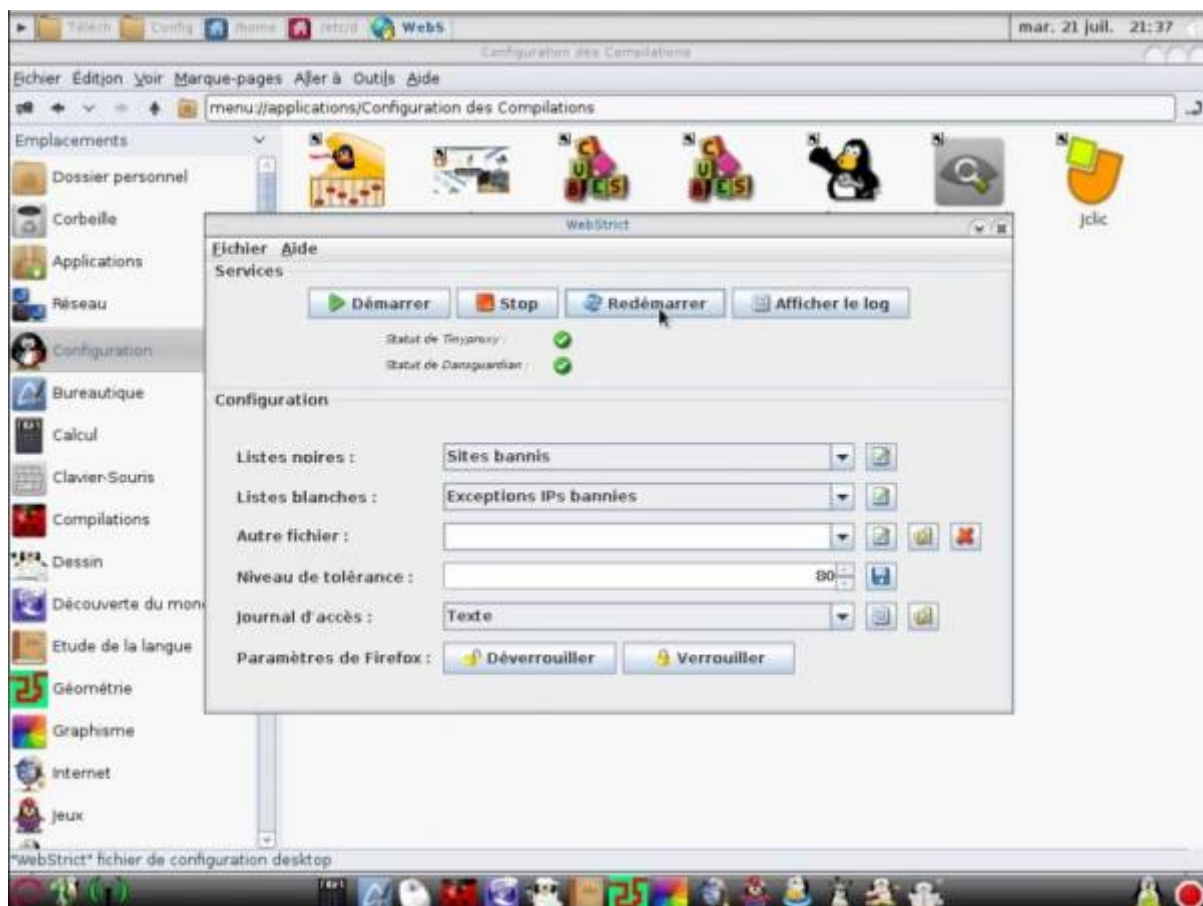 Téléch Config /home /etc/d WebS mar. 21 juil. 21:37
Configuration des Compilations
Fichier Édition Voir Marque-pages Aller à Outils Aide
menu://applications/Configuration des Compilations
Emplacements
Dossier personnel
Corbeille
Applications
Réseau
Configuration
Bureautique
Calcul
Clavier-Souris
Compilations
Dessin
Découverte du mon
Etude de la langue
Géométrie
Graphisme
Internet
Jeux
Jclic
WebStrict
Fichier Aide
Services
Démarrer Stop Redémarrer Afficher le log
Statut de Tinyproxy :
Statut de Dansguardian :
Configuration
Listes noires : Sites bannis
Listes blanches : Exceptions IPs bannies
Autre fichier :
Niveau de tolérance : 80
Journal d'accès : Texte
Paramètres de Firefox : Déverrouiller Verrouiller
"WebStrict" fichier de configuration desktop